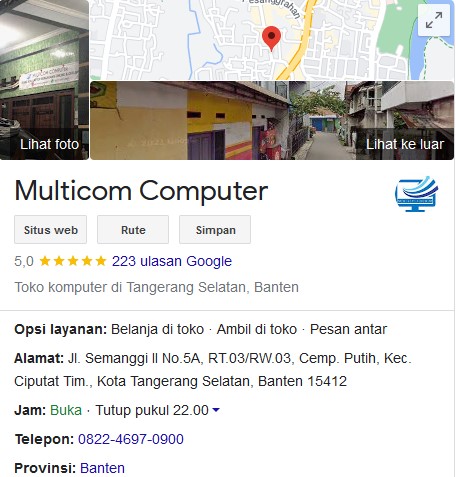 Pesanggrahan
MULTICOM COMPUTER
Lihat foto
Lihat ke luar
Multicom Computer
Situs web
Rute
Simpan
5,0 ★★★★★ 223 ulasan Google
Toko komputer di Tangerang Selatan, Banten
Opsi layanan: Belanja di toko · Ambil di toko · Pesan antar
Alamat: Jl. Semanggi II No.5A, RT.03/RW.03, Cemp. Putih, Kec.
Ciputat Tim., Kota Tangerang Selatan, Banten 15412
Jam: Buka · Tutup pukul 22.00
Telepon: 0822-4697-0900
Provinsi: Banten